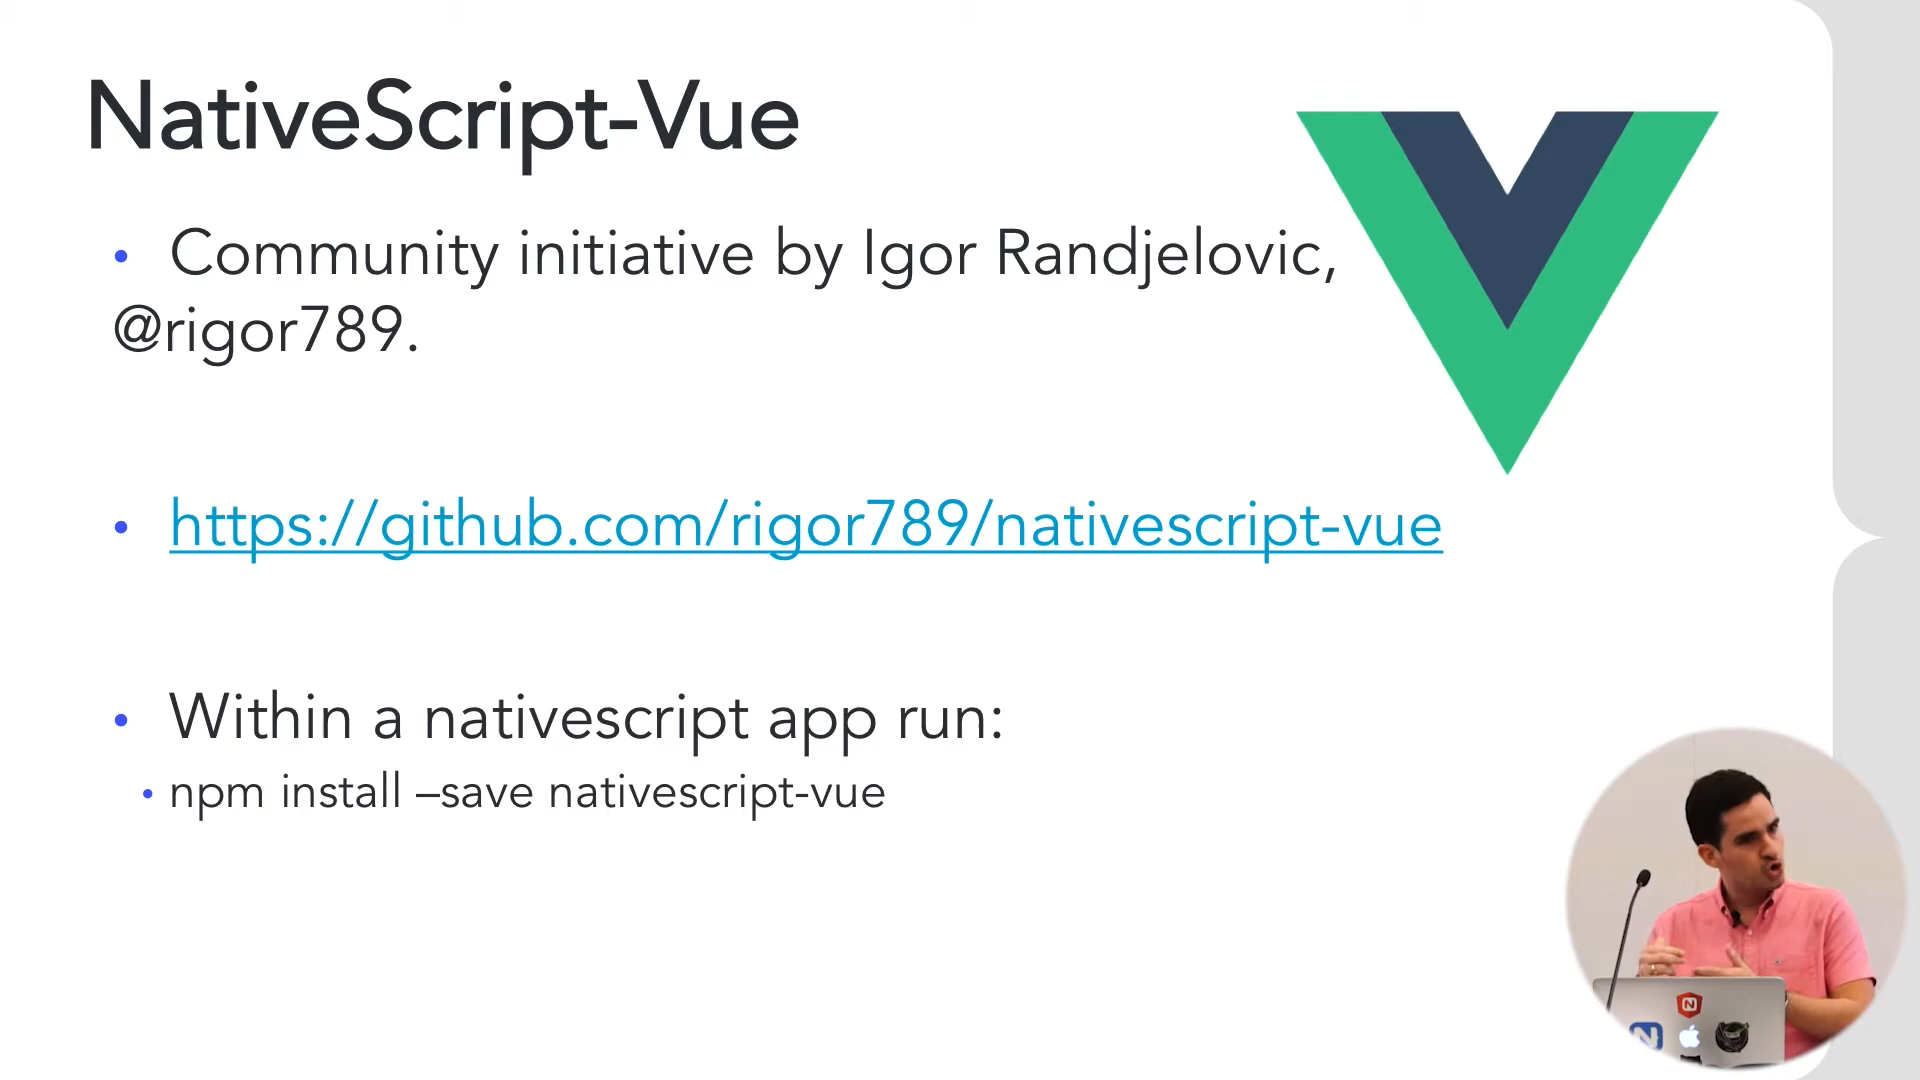 NativeScript-Vue
• Community initiative by Igor Randjelovic,
@rigor789.
• https://github.com/rigor789/nativescript-vue
• Within a nativescript app run:
• npm install –save nativescript-vue